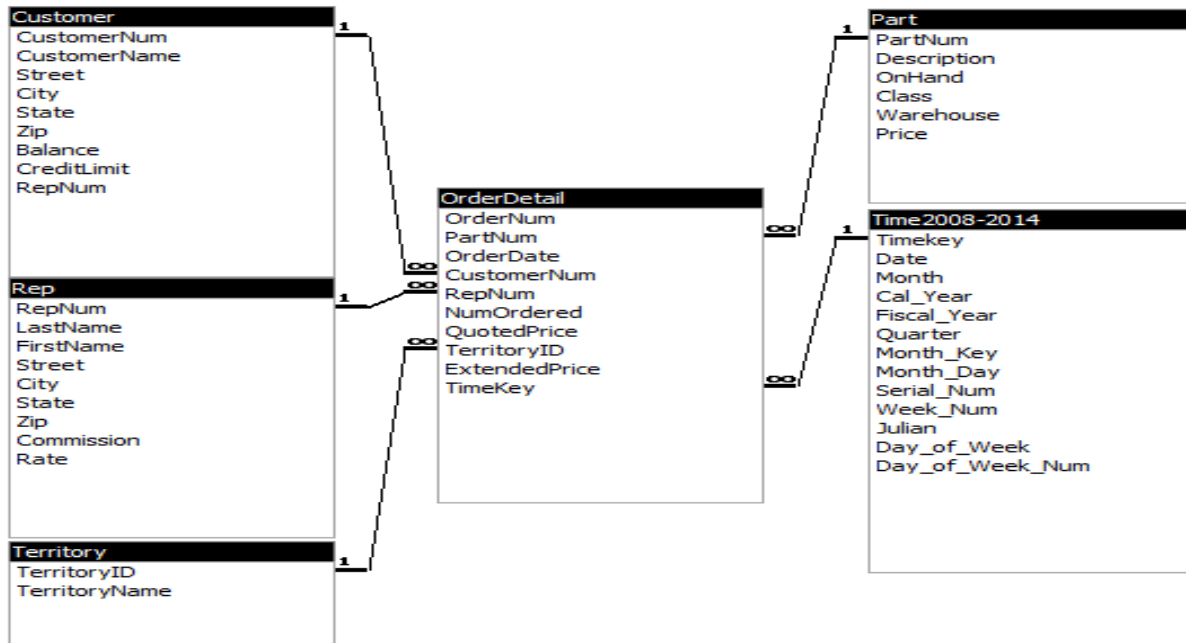 Customer
CustomerNum
CustomerName
Street
City
State
Zip
Balance
CreditLimit
RepNum
1
Rep
RepNum
LastName
FirstName
Street
City
State
Zip
Commission
Rate
1
Territory
TerritoryID
TerritoryName
1
OrderDetail
OrderNum
PartNum
OrderDate
CustomerNum
RepNum
NumOrdered
QuotedPrice
TerritoryID
ExtendedPrice
TimeKey
∞
∞
∞
∞
∞
Part
PartNum
Description
OnHand
Class
Warehouse
Price
1
Time2008-2014
Timekey
Date
Month
Cal_Year
Fiscal_Year
Quarter
Month_Key
Month_Day
Serial_Num
Week_Num
Julian
Day_of_Week
Day_of_Week_Num
1